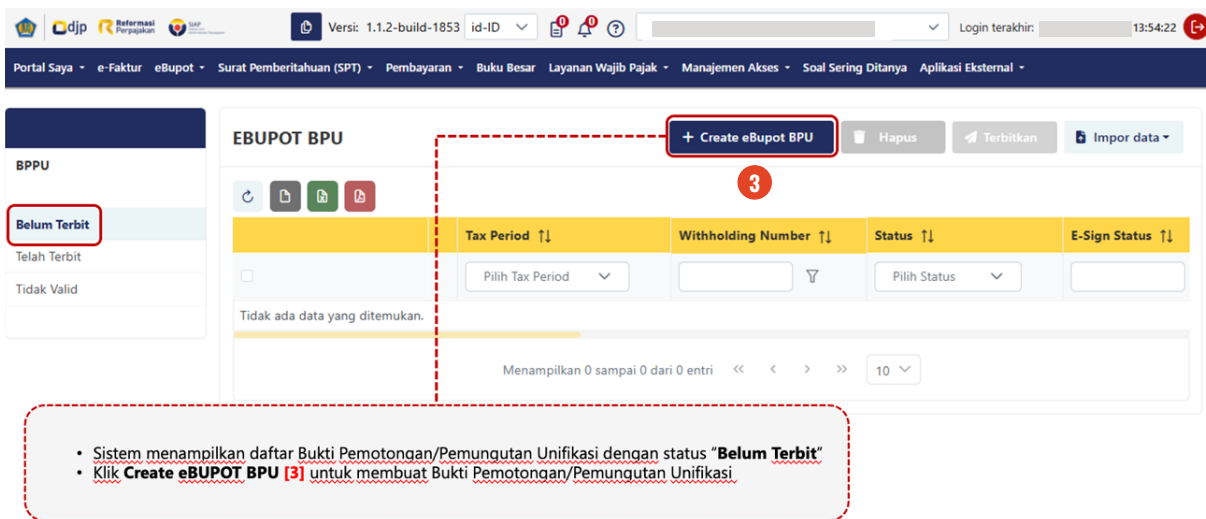 djp Reformasi Perpajakan SIAP Versi: 1.1.2-build-1853 id-ID 0 0 ? Login terakhir: 13:54:22
Portal Saya e-Faktur eBupot Surat Pemberitahuan (SPT) Pembayaran Buku Besar Layanan Wajib Pajak Manajemen Akses Soal Sering Ditanya Aplikasi Eksternal
EBUPOT BPU + Create eBupot BPU Hapus Terbitkan Impor data
BPPU
3
Belum Terbit
Tax Period Withholding Number Status E-Sign Status
Telah Terbit
Pilih Tax Period Pilih Status
Tidak Valid
Tidak ada data yang ditemukan.
Menampilkan 0 sampai 0 dari 0 entri << < > >> 10
• Sistem menampilkan daftar Bukti Pemotongan/Pemungutan Unifikasi dengan status “Belum Terbit”
• Klik Create eBUPOT BPU [3] untuk membuat Bukti Pemotongan/Pemungutan Unifikasi